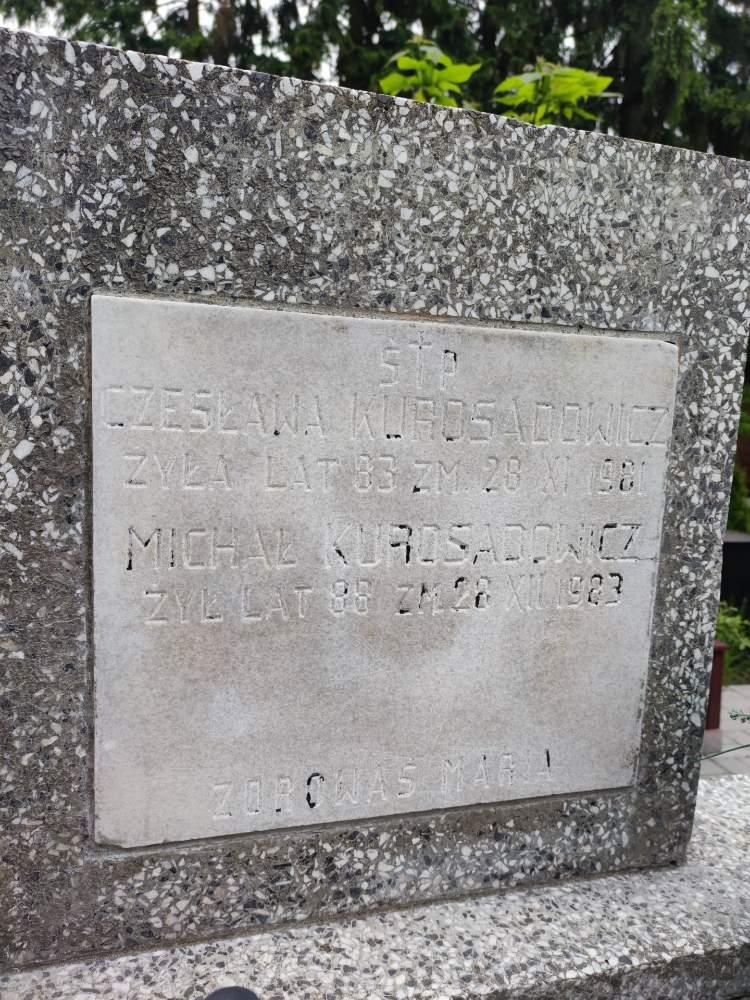 S†P
CZESŁAWA KUROSADOWICZ
ŻYŁA LAT 83 ZM. 28 XI 1981
MICHAŁ KUROSADOWICZ
ŻYŁ LAT 88 ZM. 28 XII 1983
ZDROWAŚ MARIA